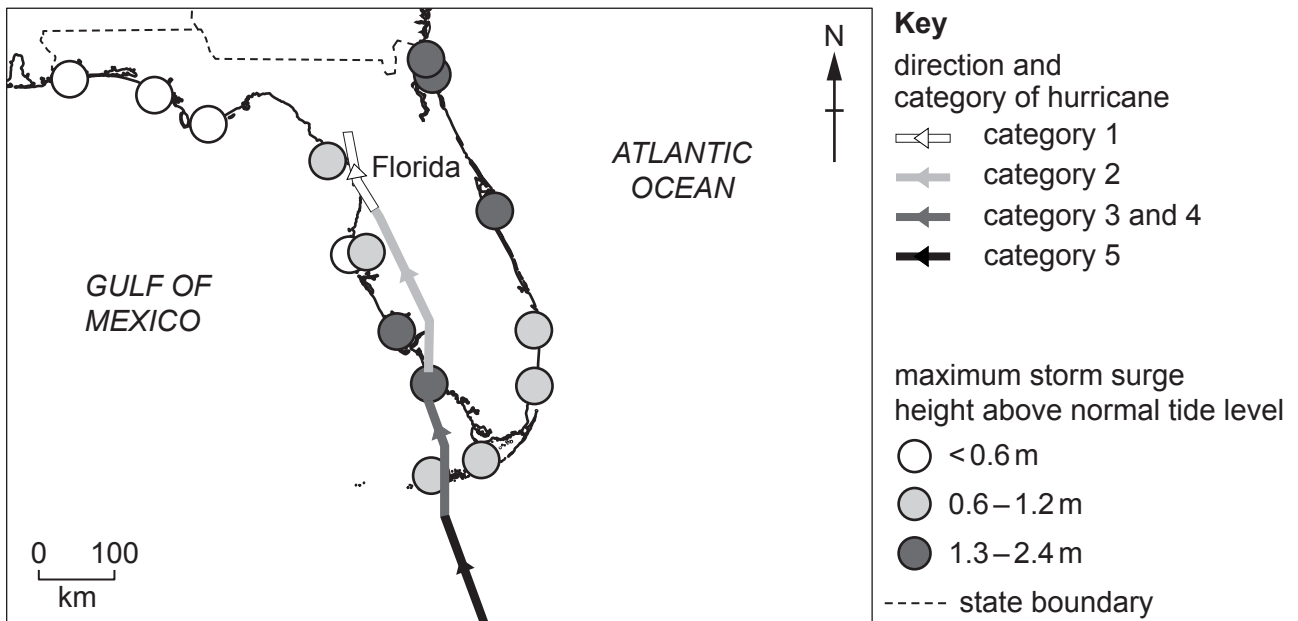 N
Florida
ATLANTIC
OCEAN
GULF OF
MEXICO
0 100
km
Key
direction and
category of hurricane
category 1
category 2
category 3 and 4
category 5
maximum storm surge
height above normal tide level
< 0.6 m
0.6 – 1.2 m
1.3 – 2.4 m
state boundary